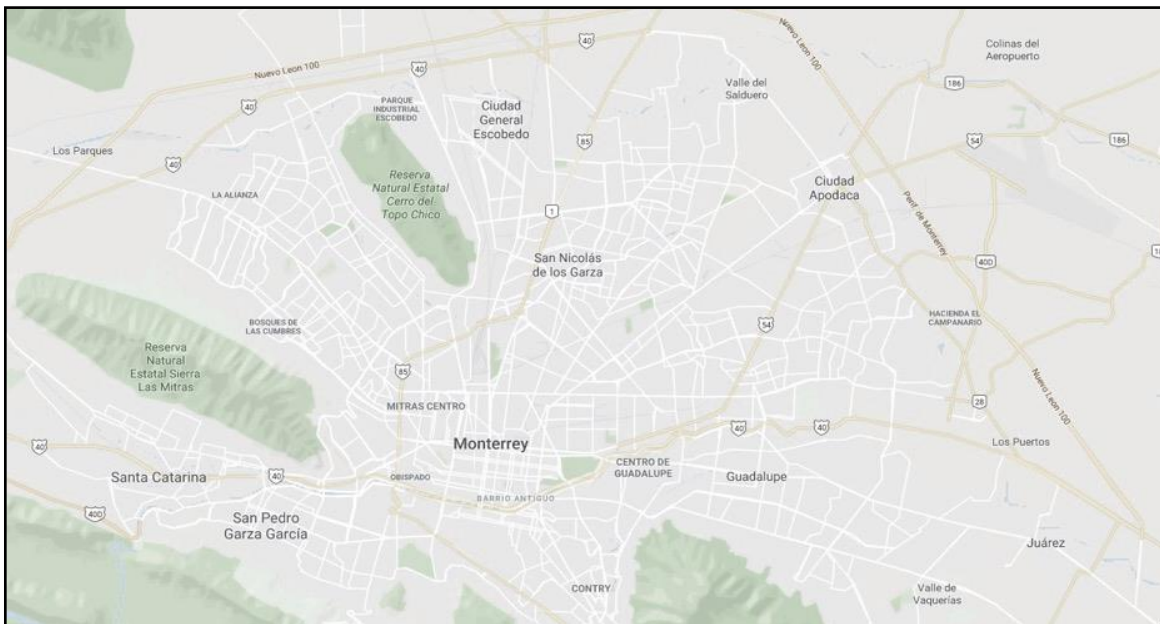 40
Nuevo Leon 100
Colinas del
Aeropuerto
Nuevo Leon 100
40
40
PARQUE
INDUSTRIAL
ESCOBEDO
Ciudad
General
Escobedo
Valle del
Salduero
186
Los Parques
40
85
54
186
Reserva
Natural Estatal
Cerro del
Topo Chico
LA ALIANZA
Ciudad
Apodaca
1
Perif. de Monterrey
San Nicolás
de los Garza
40D
BOSQUES DE
LAS CUMBRES
54
HACIENDA EL
CAMPANARIO
Reserva
Natural
Estatal Sierra
Las Mitras
85
Nuevo Leon 100
MITRAS CENTRO
28
40
Monterrey
40
40
Los Puertos
Santa Catarina
40
OBISPADO
CENTRO DE
GUADALUPE
Guadalupe
BARRIO ANTIGUO
40D
San Pedro
Garza García
Juárez
CONTRY
Valle de
Vaquerías